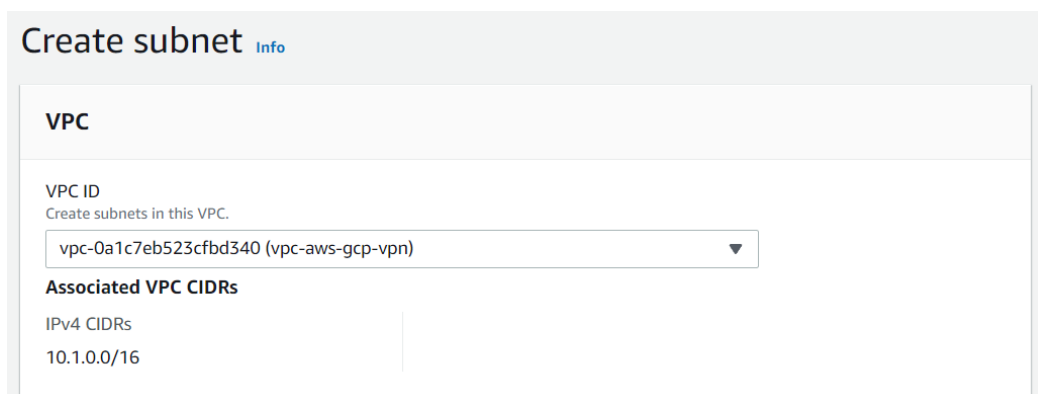 Create subnet Info
VPC
VPC ID
Create subnets in this VPC.
vpc-0a1c7eb523cfbd340 (vpc-aws-gcp-vpn)
Associated VPC CIDRs
IPv4 CIDRs
10.1.0.0/16